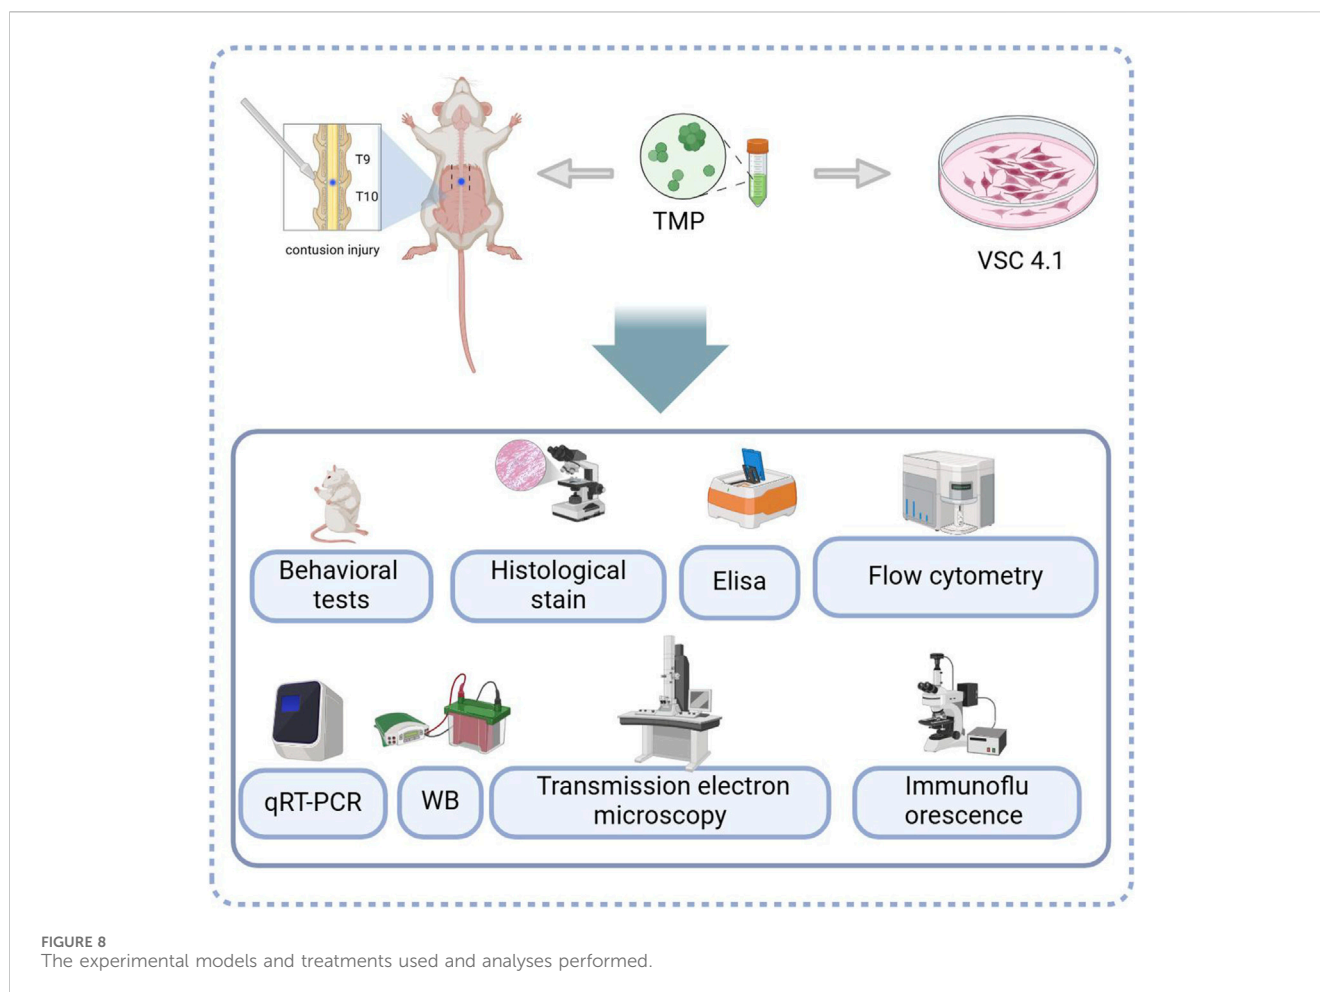 T9
T10
contusion injury
TMP
VSC 4.1
Behavioral
tests
Histological
stain
Elisa
Flow cytometry
qRT-PCR
WB
Transmission electron
microscopy
Immunoflu
orescence
FIGURE 8
The experimental models and treatments used and analyses performed.